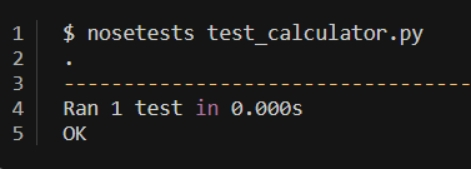 1 $ nosetests test_calculator.py
2 .
3 ----------------------------------
4 Ran 1 test in 0.000s
5 OK